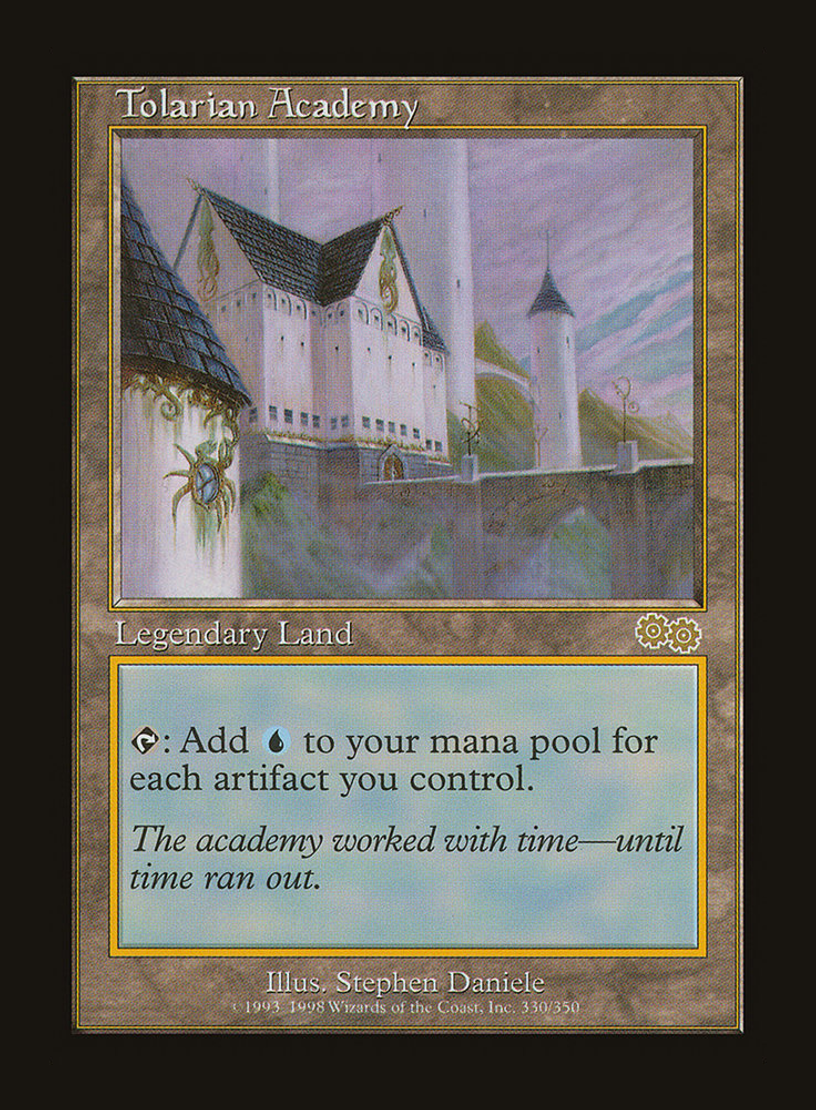 Tolarian Academy
Legendary Land
: Add to your mana pool for
each artifact you control.
The academy worked with time—until
time ran out.
Illus. Stephen Daniele
©1993–1998 Wizards of the Coast, Inc. 330/350